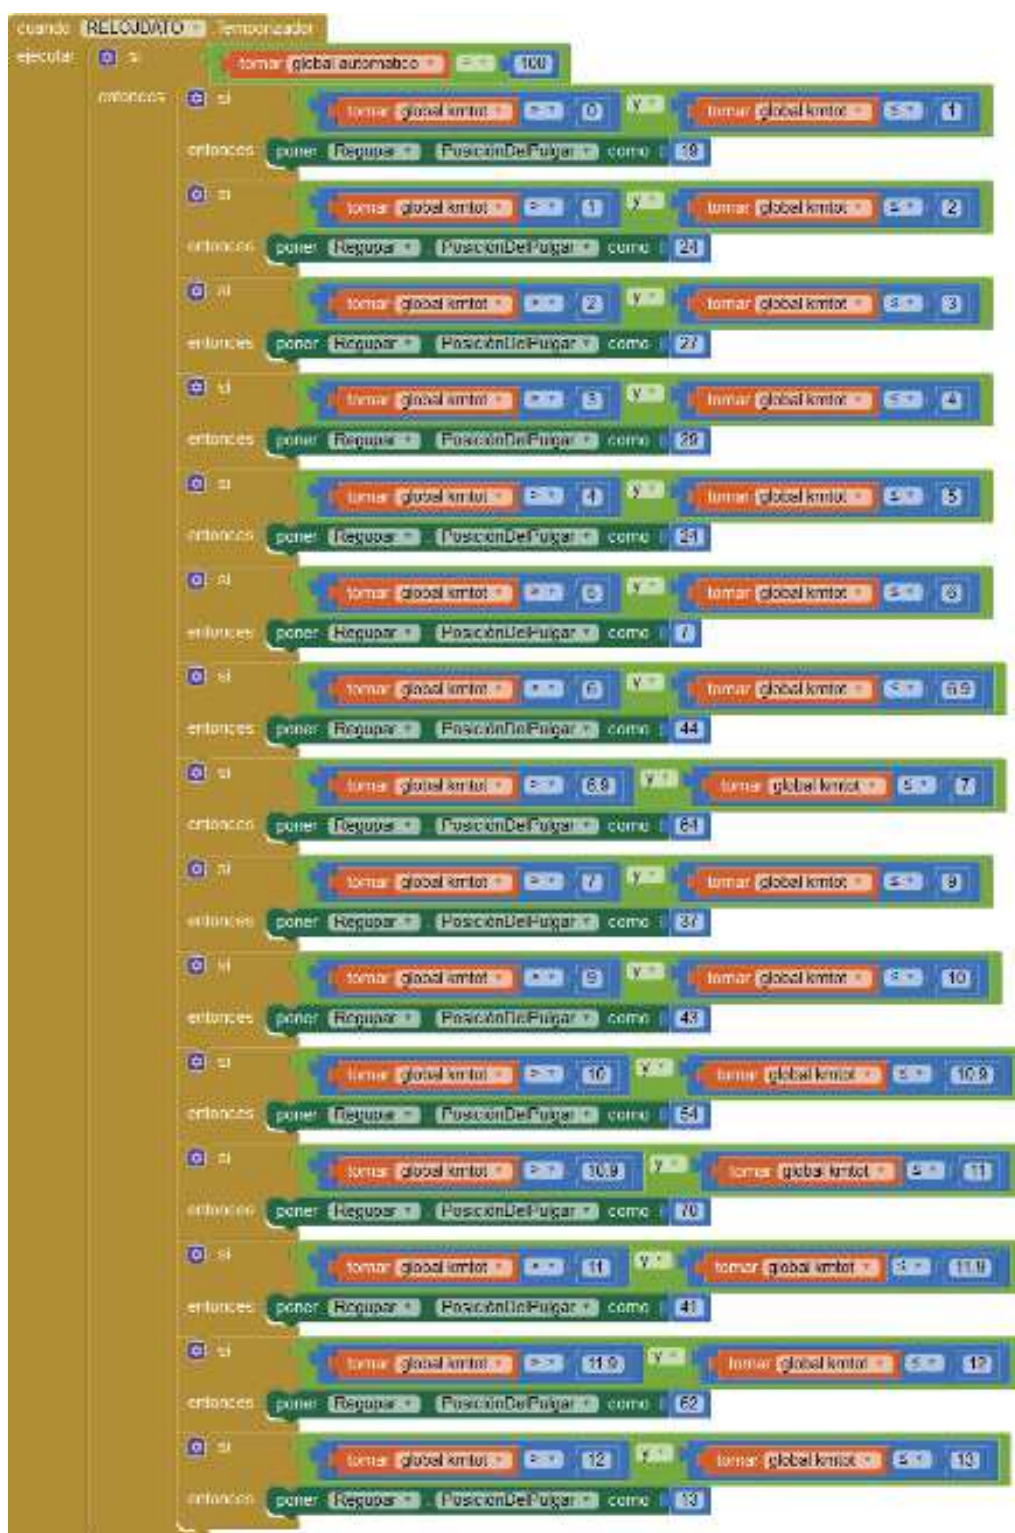 cuando RELOJDATO Temporizador
ejecutar si tomar global automatico = 100
entonces si tomar global kmtot > 0 y tomar global kmtot ≤ 1
entonces poner Regupar . PosiciónDelPulgar como 19
si tomar global kmtot > 1 y tomar global kmtot ≤ 2
entonces poner Regupar . PosiciónDelPulgar como 24
si tomar global kmtot > 2 y tomar global kmtot ≤ 3
entonces poner Regupar . PosiciónDelPulgar como 27
si tomar global kmtot > 3 y tomar global kmtot ≤ 4
entonces poner Regupar . PosiciónDelPulgar como 29
si tomar global kmtot > 4 y tomar global kmtot ≤ 5
entonces poner Regupar . PosiciónDelPulgar como 24
si tomar global kmtot > 5 y tomar global kmtot ≤ 6
entonces poner Regupar . PosiciónDelPulgar como 7
si tomar global kmtot > 6 y tomar global kmtot ≤ 6.9
entonces poner Regupar . PosiciónDelPulgar como 44
si tomar global kmtot > 6.9 y tomar global kmtot ≤ 7
entonces poner Regupar . PosiciónDelPulgar como 64
si tomar global kmtot > 7 y tomar global kmtot ≤ 9
entonces poner Regupar . PosiciónDelPulgar como 37
si tomar global kmtot > 9 y tomar global kmtot ≤ 10
entonces poner Regupar . PosiciónDelPulgar como 43
si tomar global kmtot > 10 y tomar global kmtot ≤ 10.9
entonces poner Regupar . PosiciónDelPulgar como 54
si tomar global kmtot > 10.9 y tomar global kmtot ≤ 11
entonces poner Regupar . PosiciónDelPulgar como 70
si tomar global kmtot > 11 y tomar global kmtot ≤ 11.9
entonces poner Regupar . PosiciónDelPulgar como 41
si tomar global kmtot > 11.9 y tomar global kmtot ≤ 12
entonces poner Regupar . PosiciónDelPulgar como 62
si tomar global kmtot > 12 y tomar global kmtot ≤ 13
entonces poner Regupar . PosiciónDelPulgar como 13